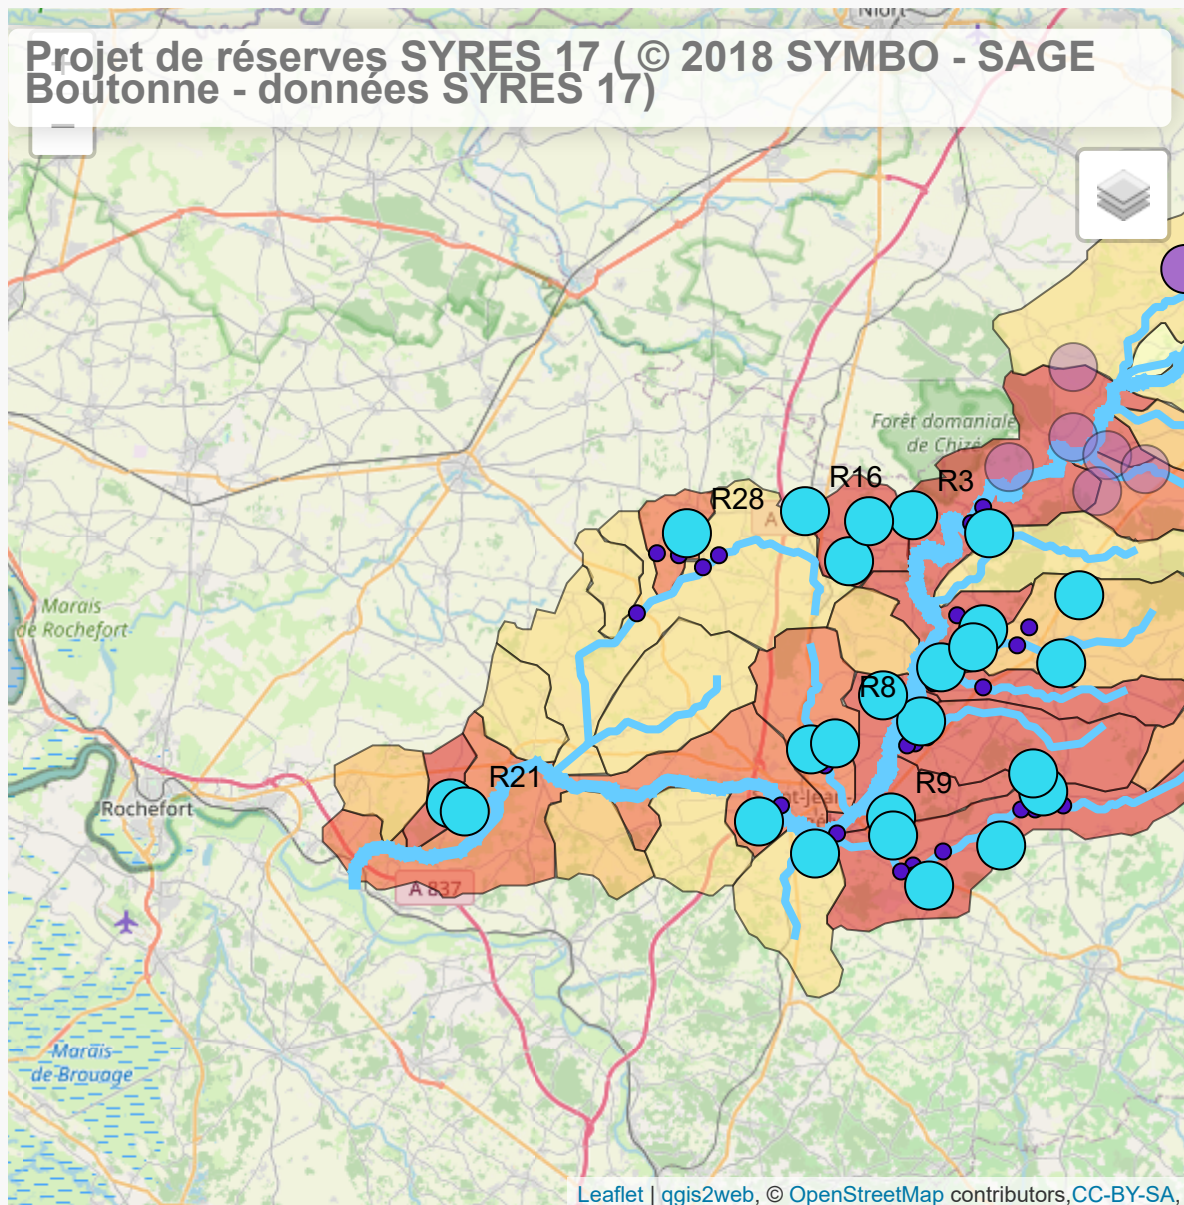 Niort
Projet de réserves SYRES 17 ( © 2018 SYMBO - SAGE
Boutonne - données SYRES 17)
+
−
Forêt domaniale
de Chizé
R28
R16
R3
A
Marais
de Rochefort
R8
R21
R9
Rochefort
A 837
Marais
de Brouage
Leaflet | qgis2web, © OpenStreetMap contributors,CC-BY-SA,